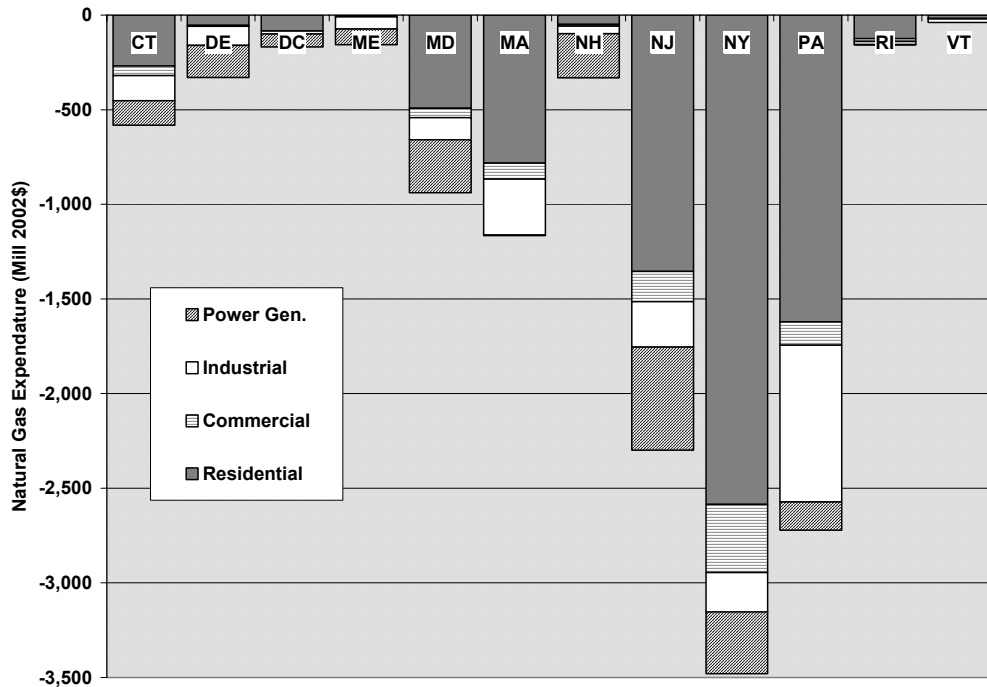 0
-500
-1,000
-1,500
-2,000
-2,500
-3,000
-3,500
Natural Gas Expendature (Mill 2002$)
CT DE DC ME MD MA NH NJ NY PA RI VT
Power Gen.
Industrial
Commercial
Residential